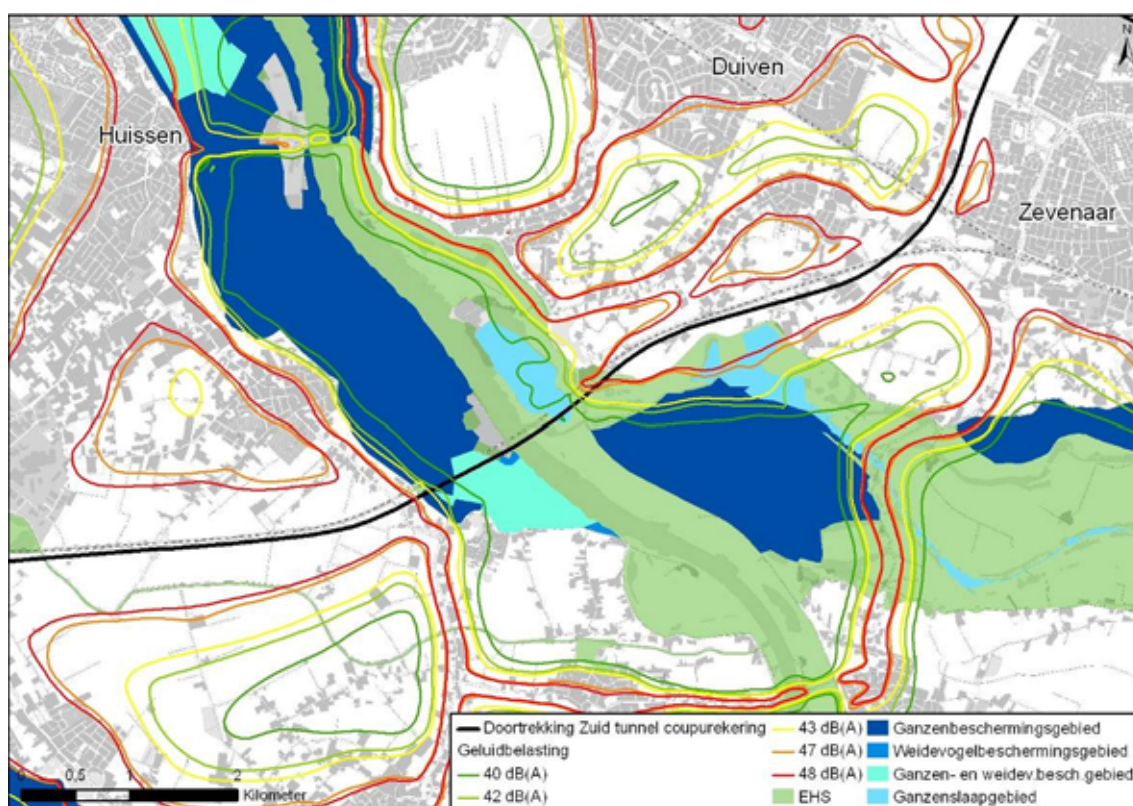 N
Duiven
Huissen
Zevenaar
Doortrekking Zuid tunnel coupurekering
Geluidbelasting
40 dB(A)
42 dB(A)
43 dB(A)
47 dB(A)
48 dB(A)
EHS
Ganzenbeschermingsgebied
Weidevogelbeschermingsgebied
Ganzen- en weidev.besch.gebied
Ganzenslaapgebied
0 0,5 1 2
Kilometer